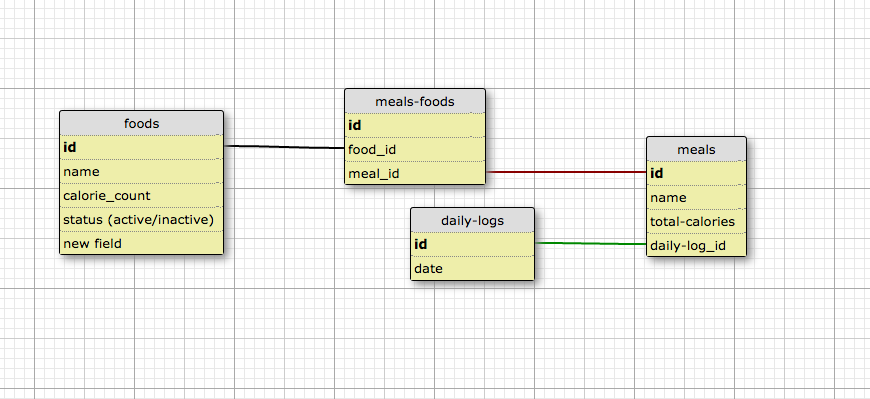 foods
id
name
calorie_count
status (active/inactive)
new field
meals-foods
id
food_id
meal_id
daily-logs
id
date
meals
id
name
total-calories
daily-log_id